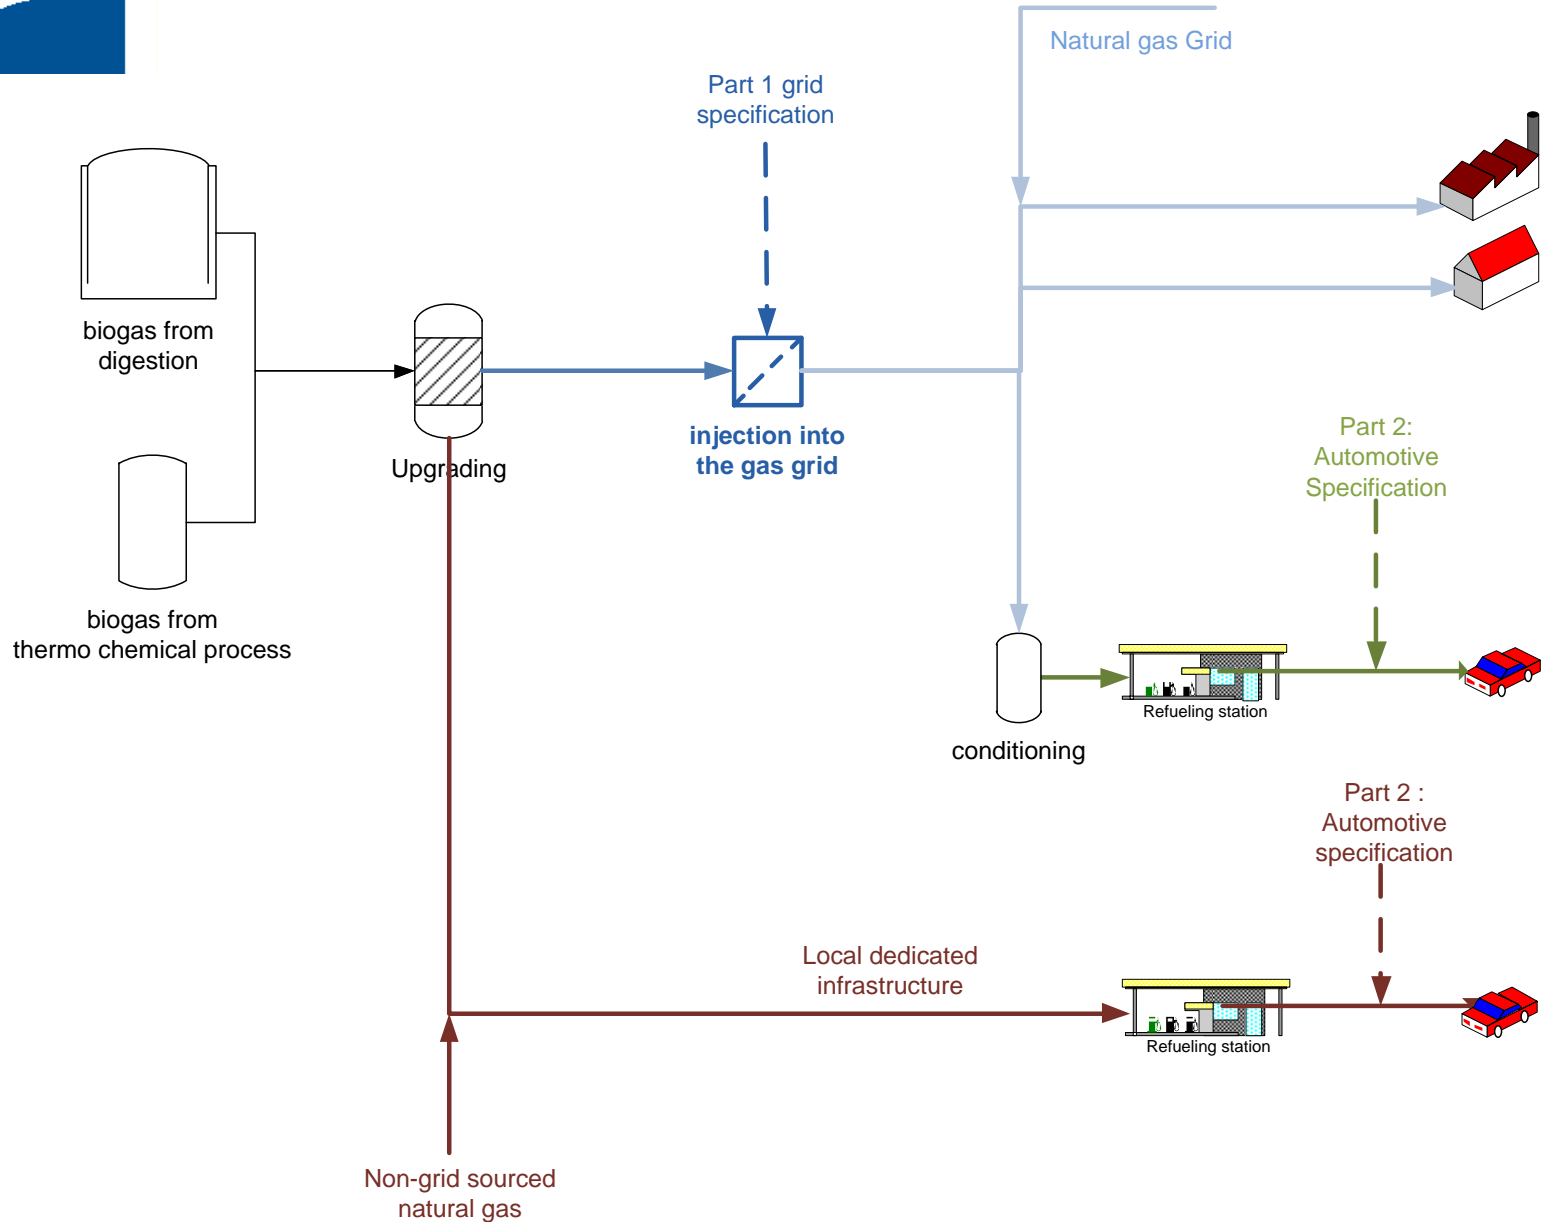 Natural gas Grid
Part 1 grid
specification
biogas from
digestion
injection into
the gas grid
Upgrading
Part 2:
Automotive
Specification
biogas from
thermo chemical process
Refueling station
conditioning
Part 2 :
Automotive
specification
Local dedicated
infrastructure
Refueling station
Non-grid sourced
natural gas